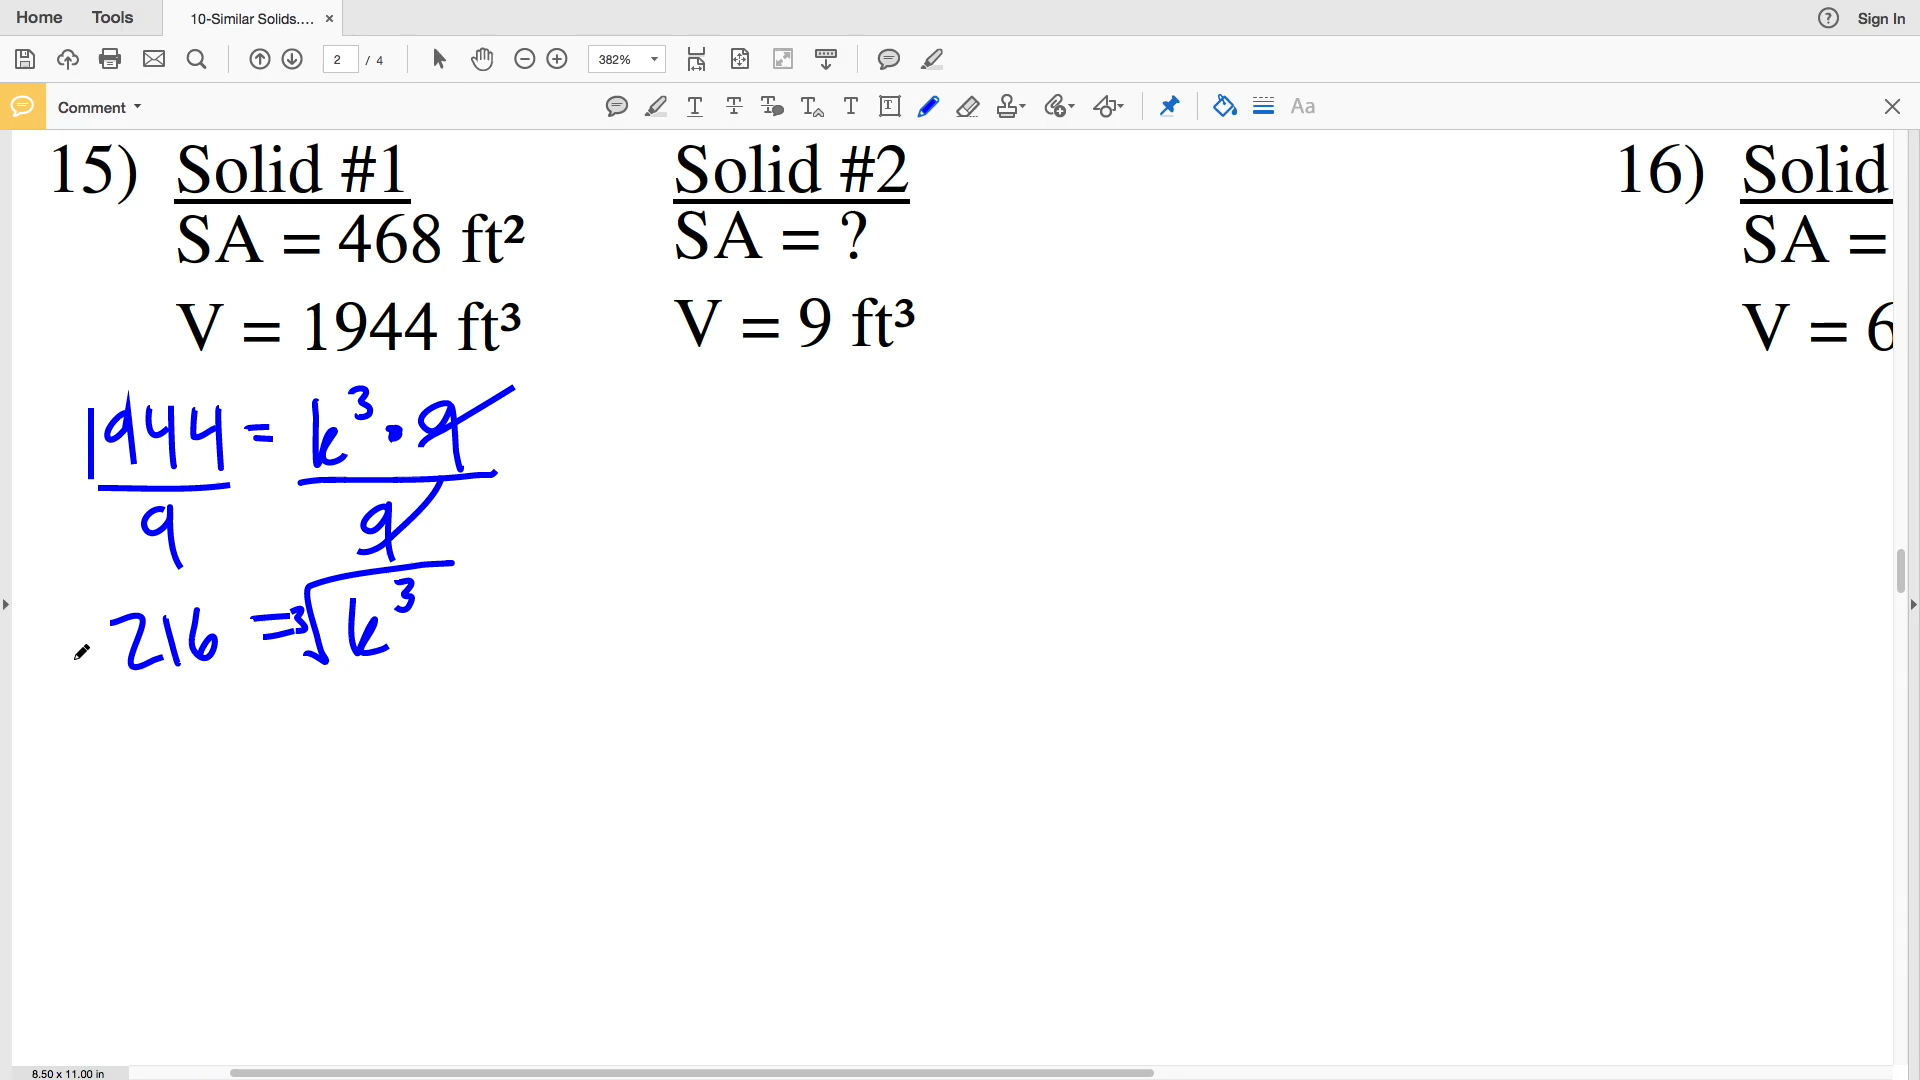 Home Tools 10-Similar Solids.... × ? Sign In
2 / 4 382%
Comment T T T T T T Aa
15) Solid #1 Solid #2 16) Solid
SA = 468 ft² SA = ? SA =
V = 1944 ft³ V = 9 ft³ V = 6
1944 = k³ · 9
9 9
216 = ³√k³
8.50 x 11.00 in